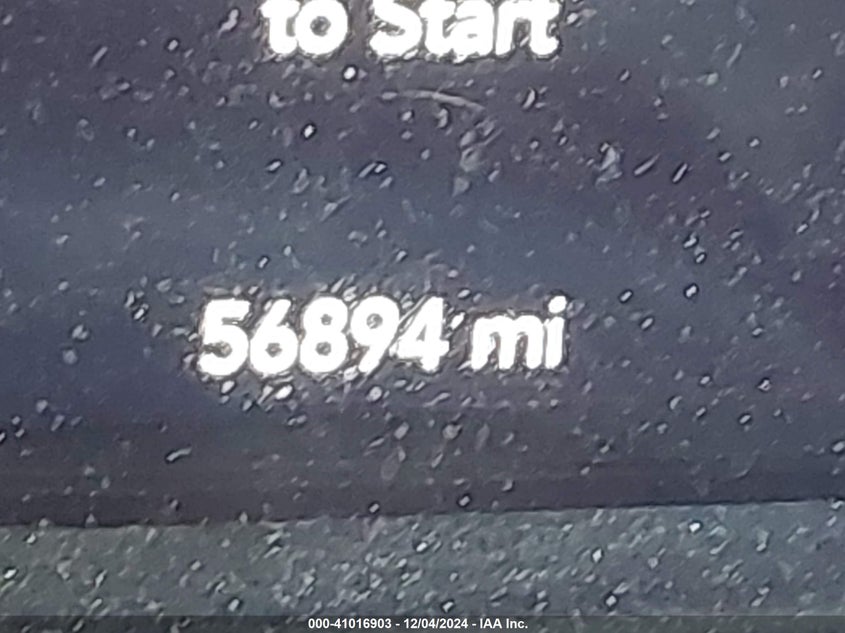 to Start
56894 mi
000-41016903 - 12/04/2024 - IAA Inc.